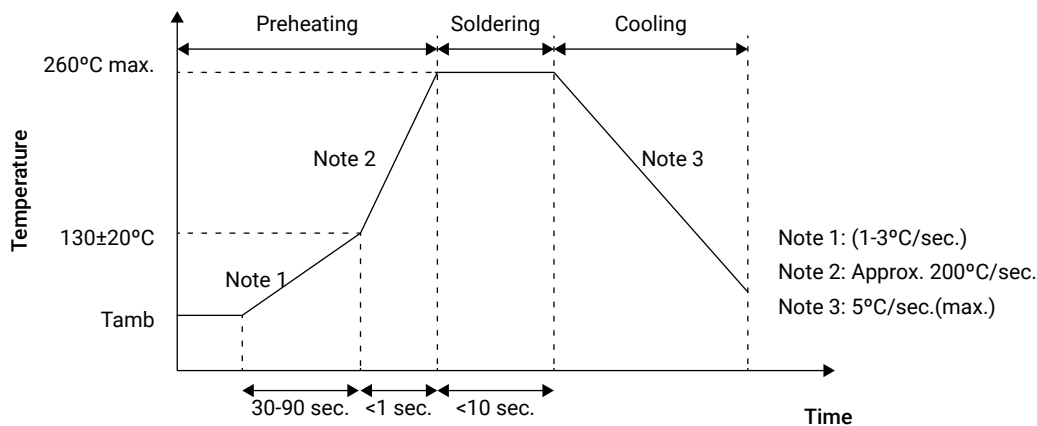 Preheating Soldering Cooling
260ºC max.
Note 2 Note 3
Temperature
130±20ºC
Note 1: (1-3ºC/sec.)
Note 1
Note 2: Approx. 200ºC/sec.
Note 3: 5ºC/sec.(max.)
Tamb
30-90 sec. <1 sec. <10 sec.
Time